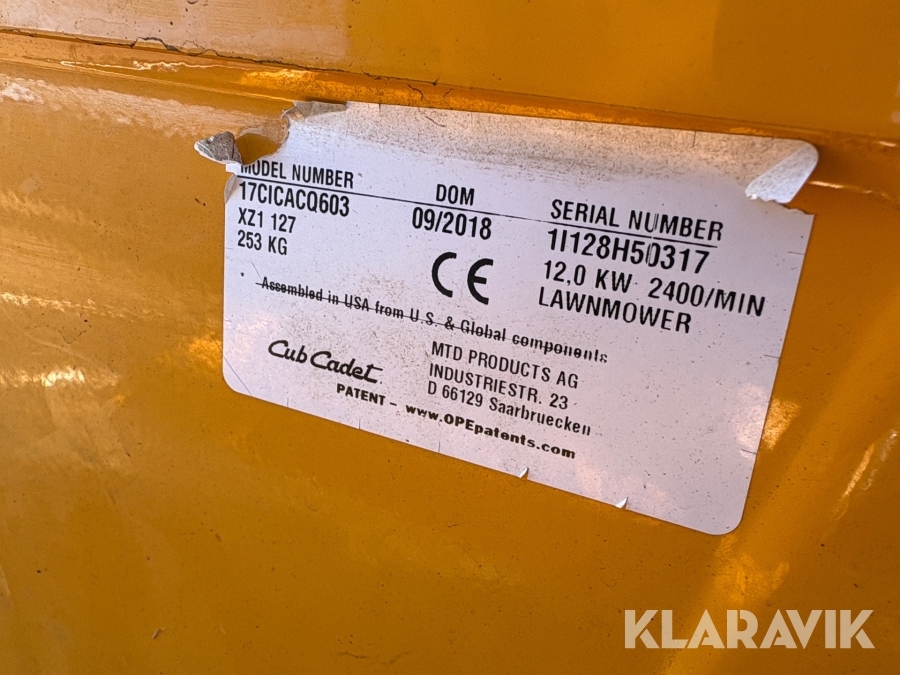 MODEL NUMBER DOM SERIAL NUMBER
17CICACQ603 09/2018 1I128H50317
XZ1 127 12,0 KW 2400/MIN
253 KG LAWNMOWER
CE
Assembled in USA from U.S. & Global components
Cub Cadet MTD PRODUCTS AG
INDUSTRIESTR. 23
D 66129 Saarbruecken
PATENT - www.OPEpatents.com
KLARAVIK